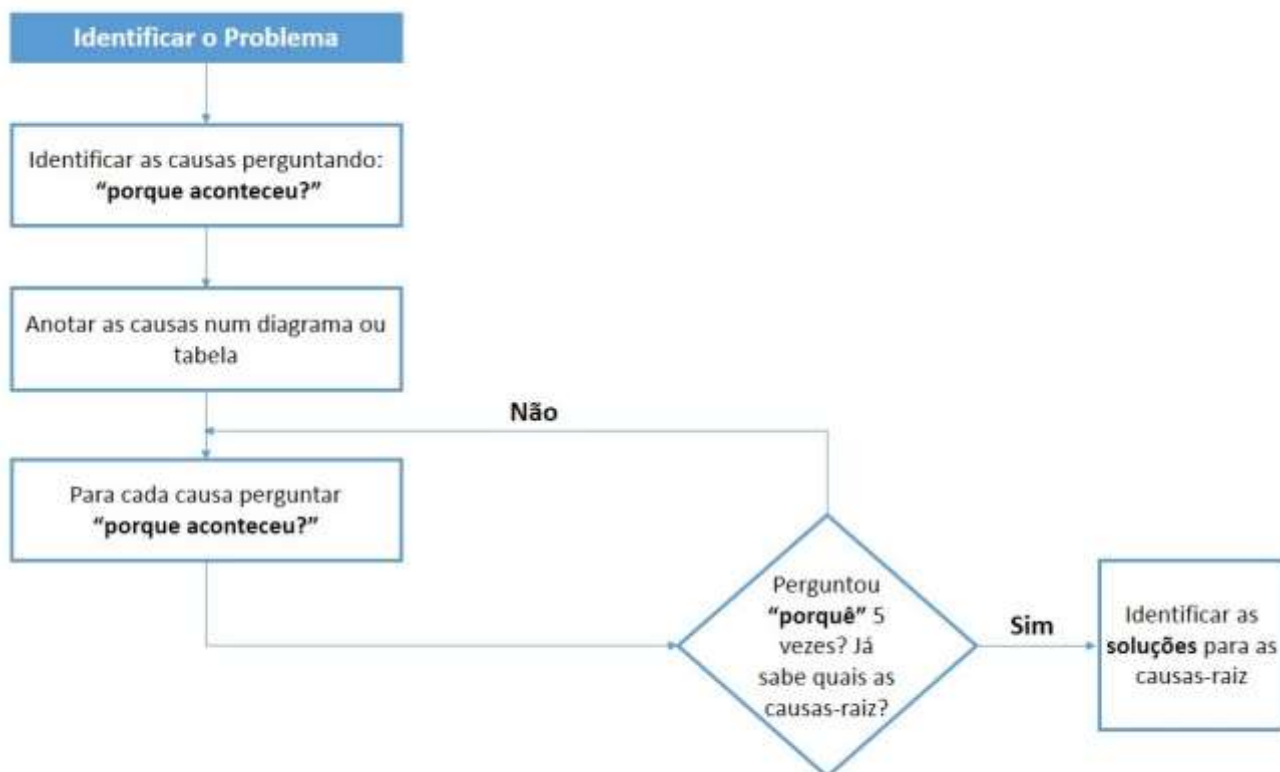 Identificar o Problema
Identificar as causas perguntando:
“porque aconteceu?”
Anotar as causas num diagrama ou
tabela
Não
Para cada causa perguntar
“porque aconteceu?”
Perguntou
“porquê” 5
vezes? Já
sabe quais as
causas-raiz?
Sim
Identificar as
soluções para as
causas-raiz